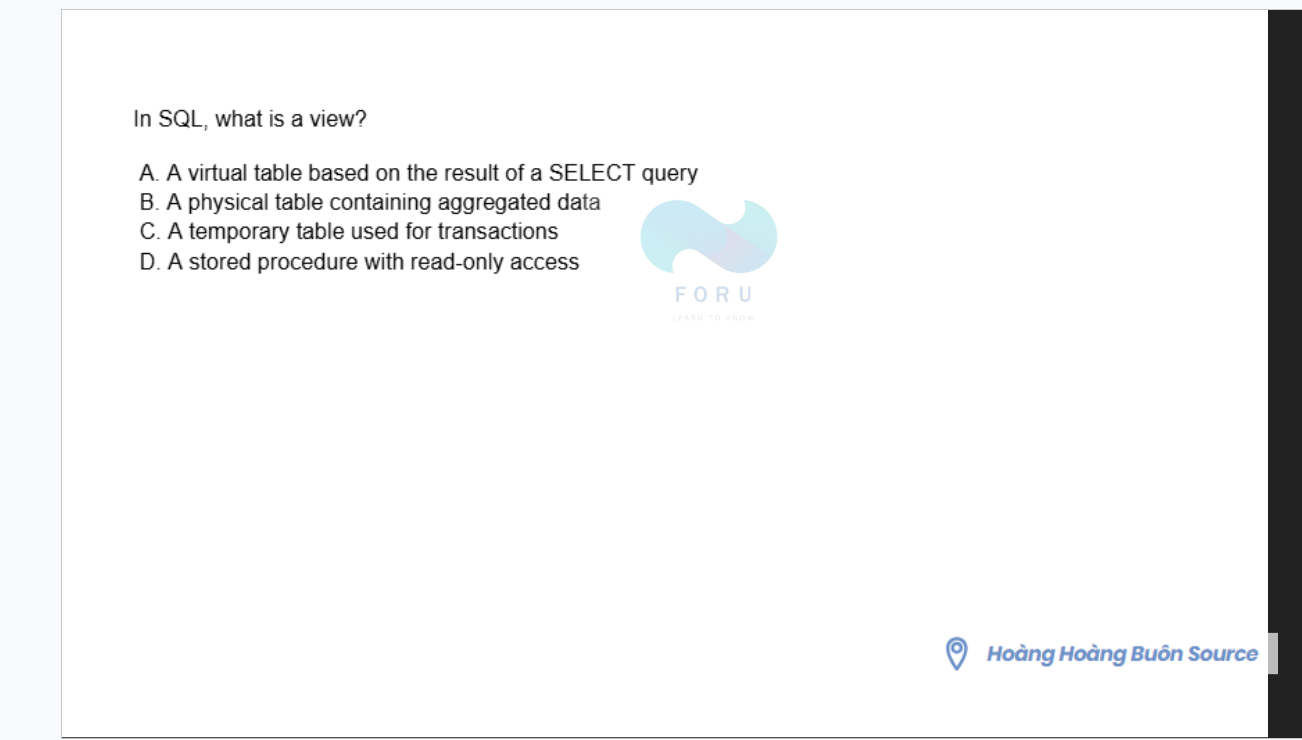 In SQL, what is a view?
A. A virtual table based on the result of a SELECT query
B. A physical table containing aggregated data
C. A temporary table used for transactions
D. A stored procedure with read-only access
FORU
LEARN TO KNOW
Hoàng Hoàng Buôn Source